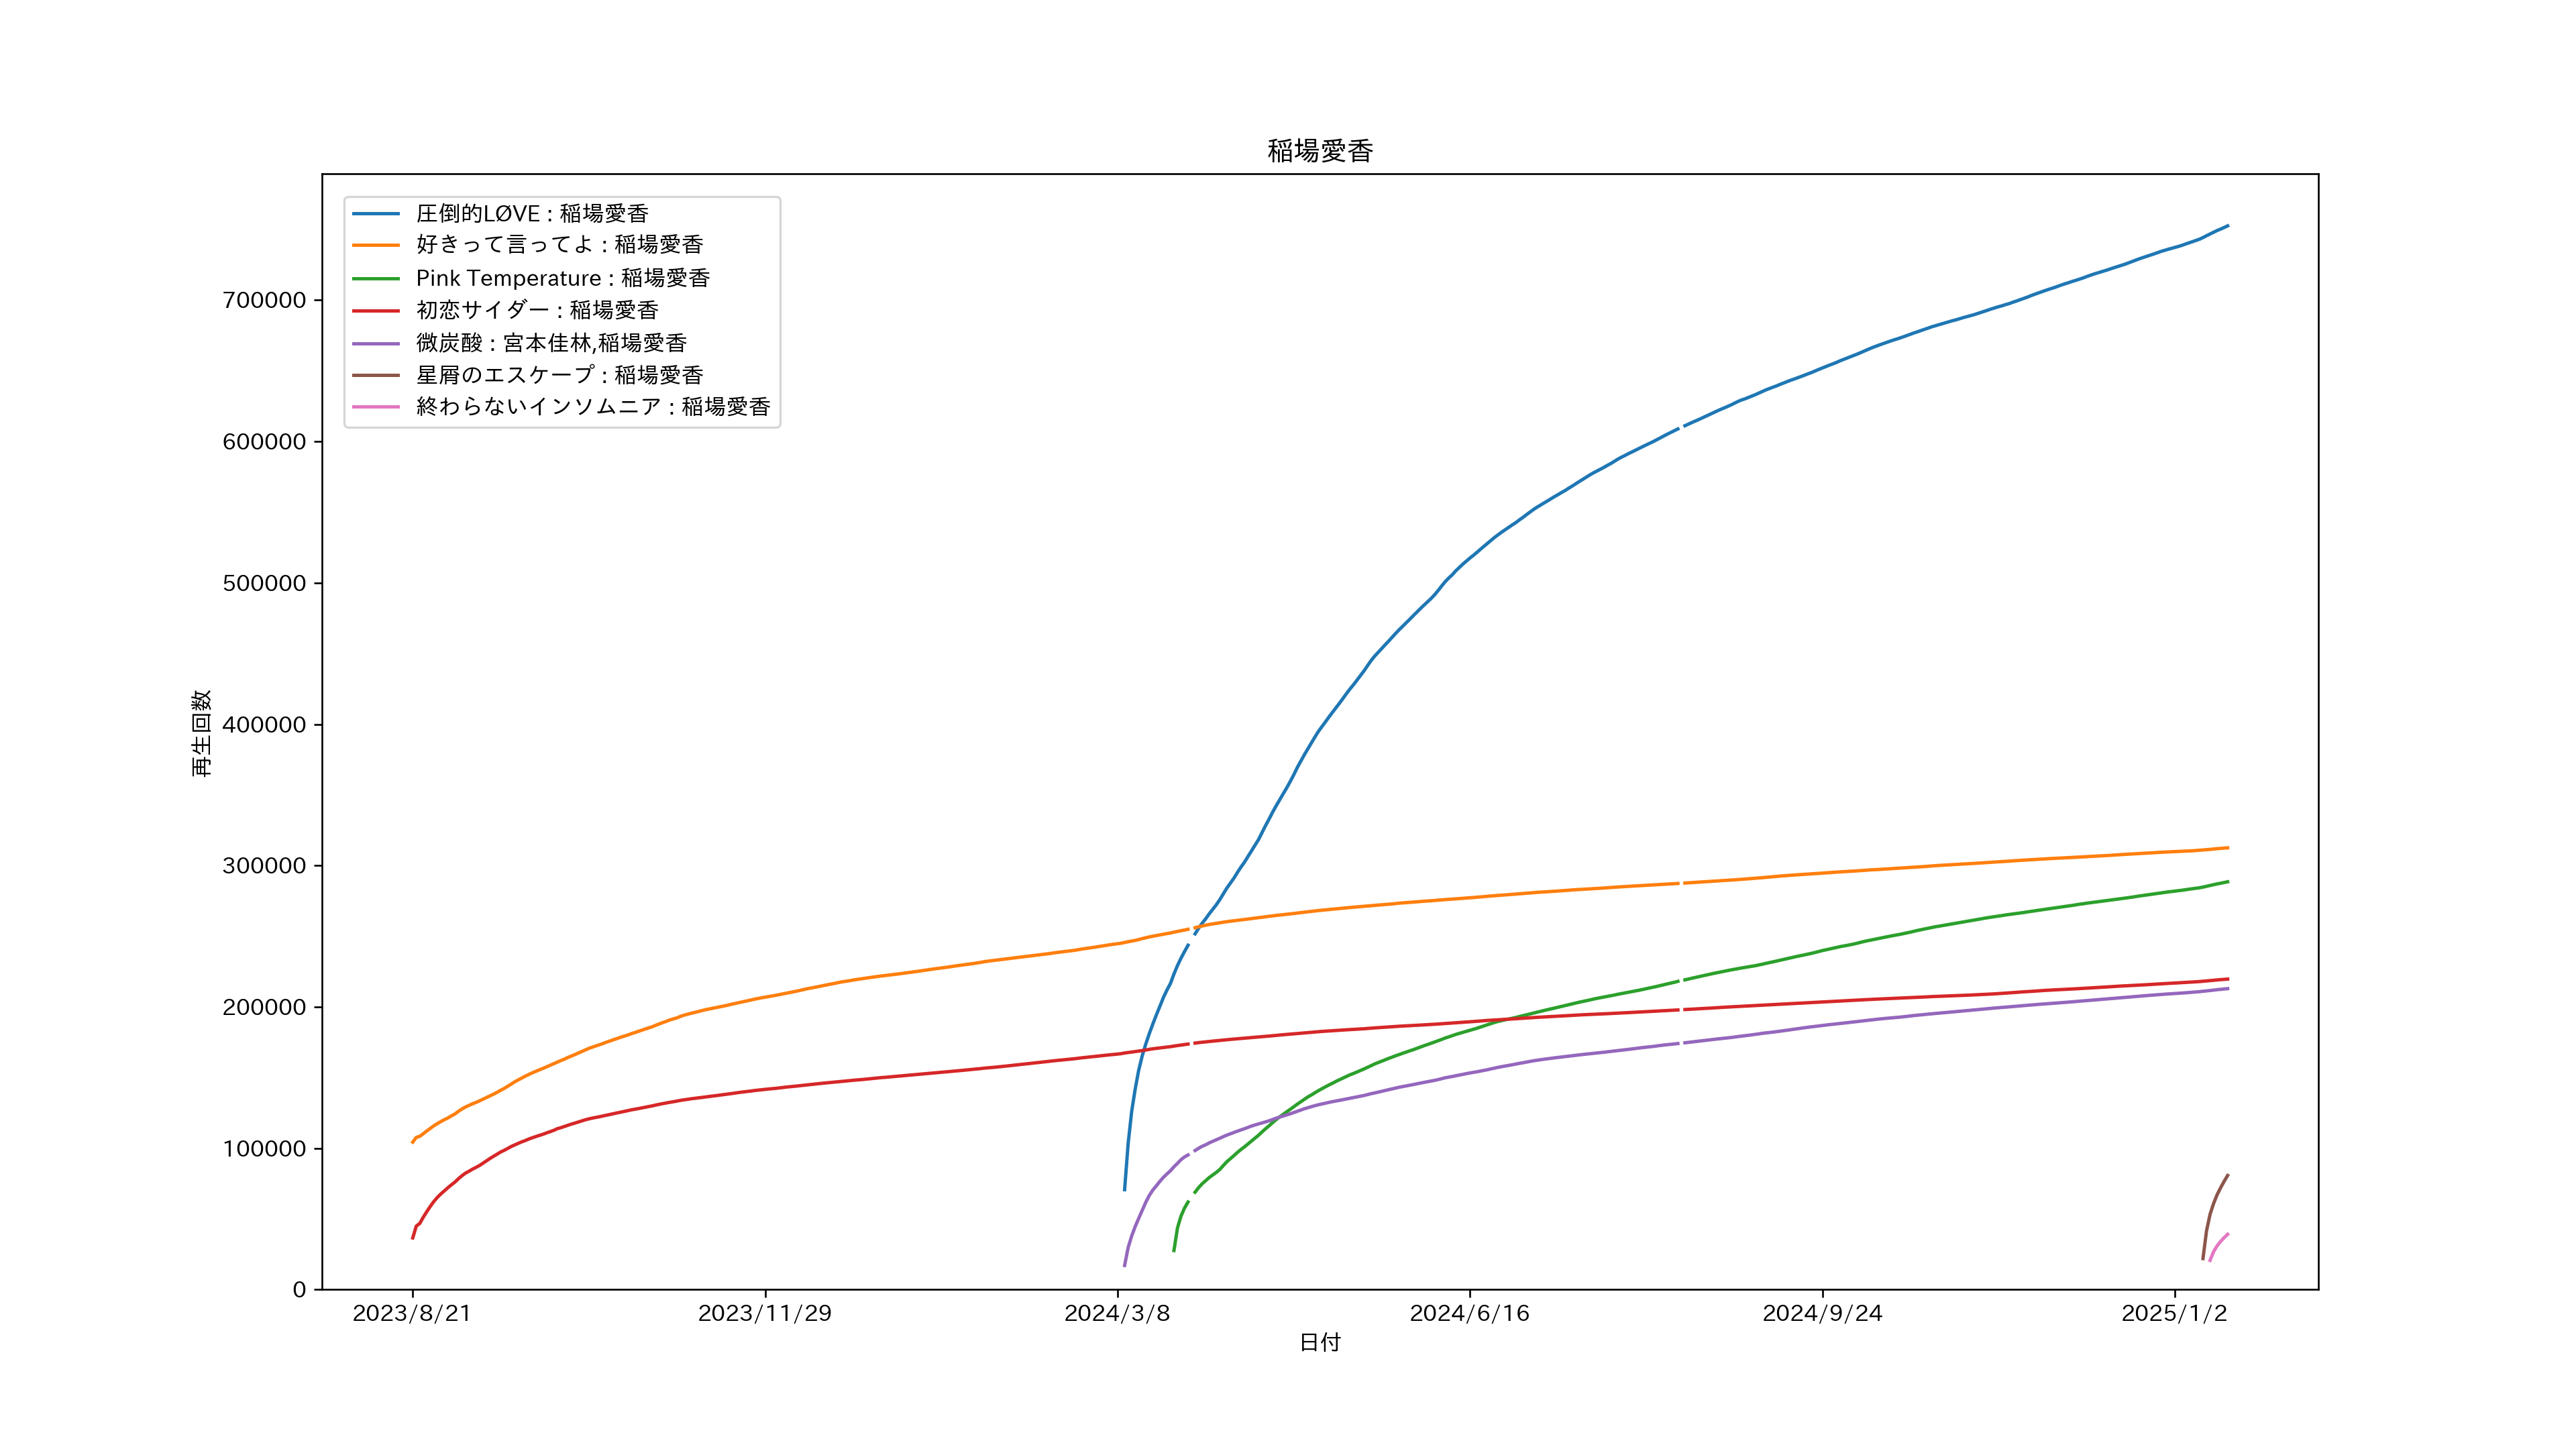 稲場愛香
圧倒的LØVE : 稲場愛香
好きって言ってよ : 稲場愛香
Pink Temperature : 稲場愛香
初恋サイダー : 稲場愛香
微炭酸 : 宮本佳林,稲場愛香
星屑のエスケープ : 稲場愛香
終わらないインソムニア : 稲場愛香
700000
600000
500000
400000
300000
200000
100000
0
再生回数
2023/8/21 2023/11/29 2024/3/8 2024/6/16 2024/9/24 2025/1/2
日付